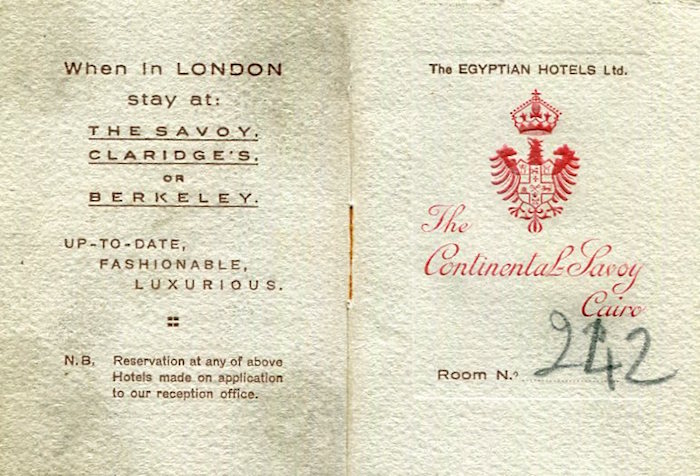 When in LONDON
stay at:
THE SAVOY,
CLARIDGE'S,
OR
BERKELEY.
UP-TO-DATE,
FASHIONABLE,
LUXURIOUS.
N.B. Reservation at any of above
Hotels made on application
to our reception office.
The EGYPTIAN HOTELS Ltd.
The
Continental-Savoy
Cairo
Room N.º 242